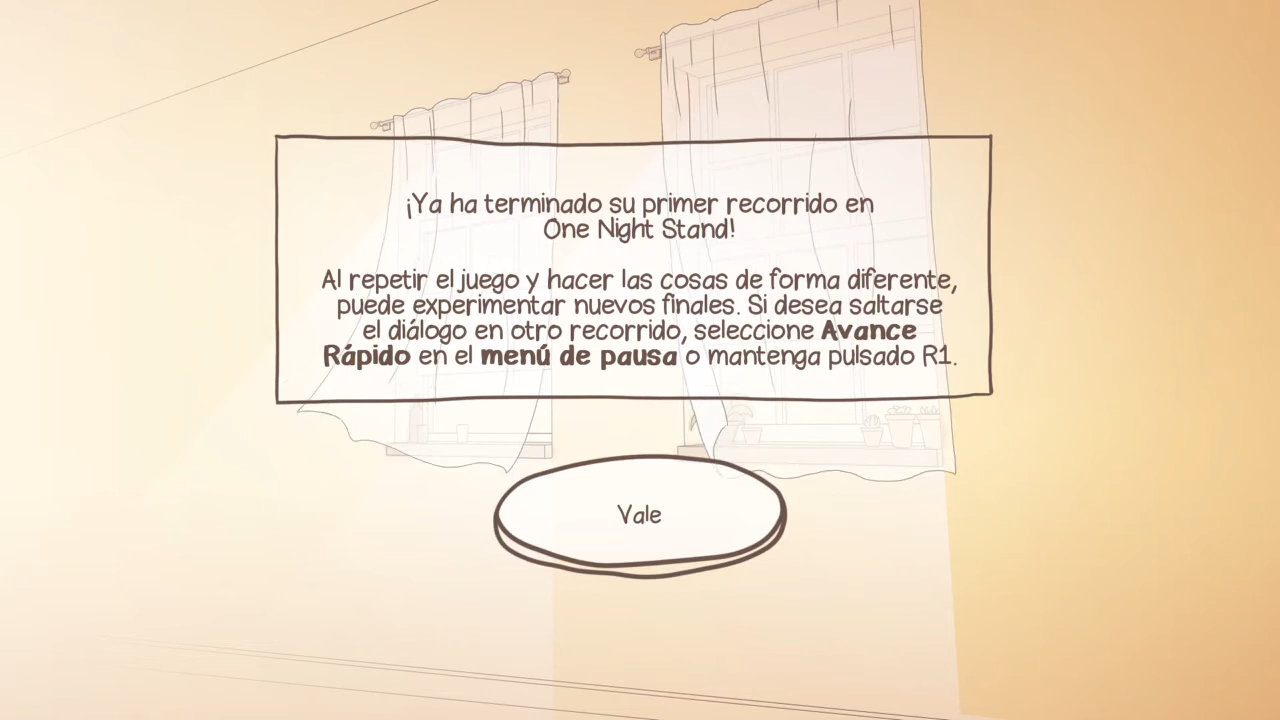 ¡Ya ha terminado su primer recorrido en
One Night Stand!
Al repetir el juego y hacer las cosas de forma diferente,
puede experimentar nuevos finales. Si desea saltarse
el diálogo en otro recorrido, seleccione Avance
Rápido en el menú de pausa o mantenga pulsado R1.
Vale